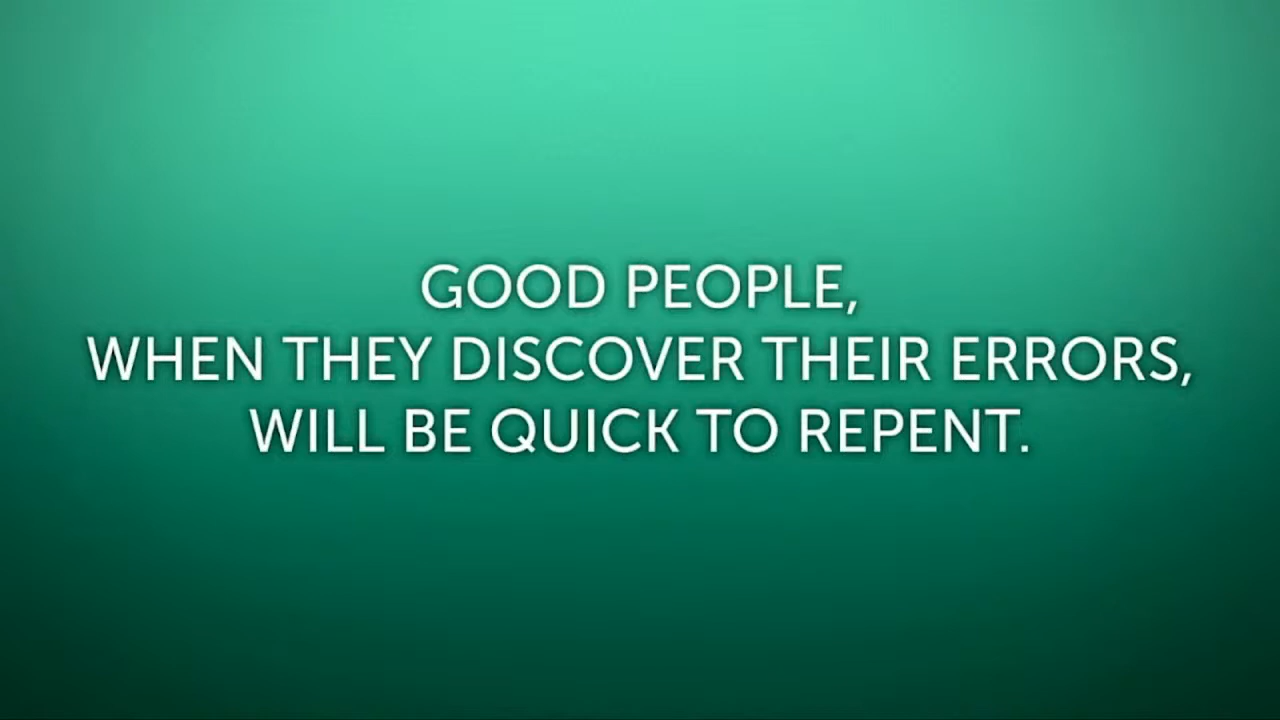 GOOD PEOPLE,
WHEN THEY DISCOVER THEIR ERRORS,
WILL BE QUICK TO REPENT.